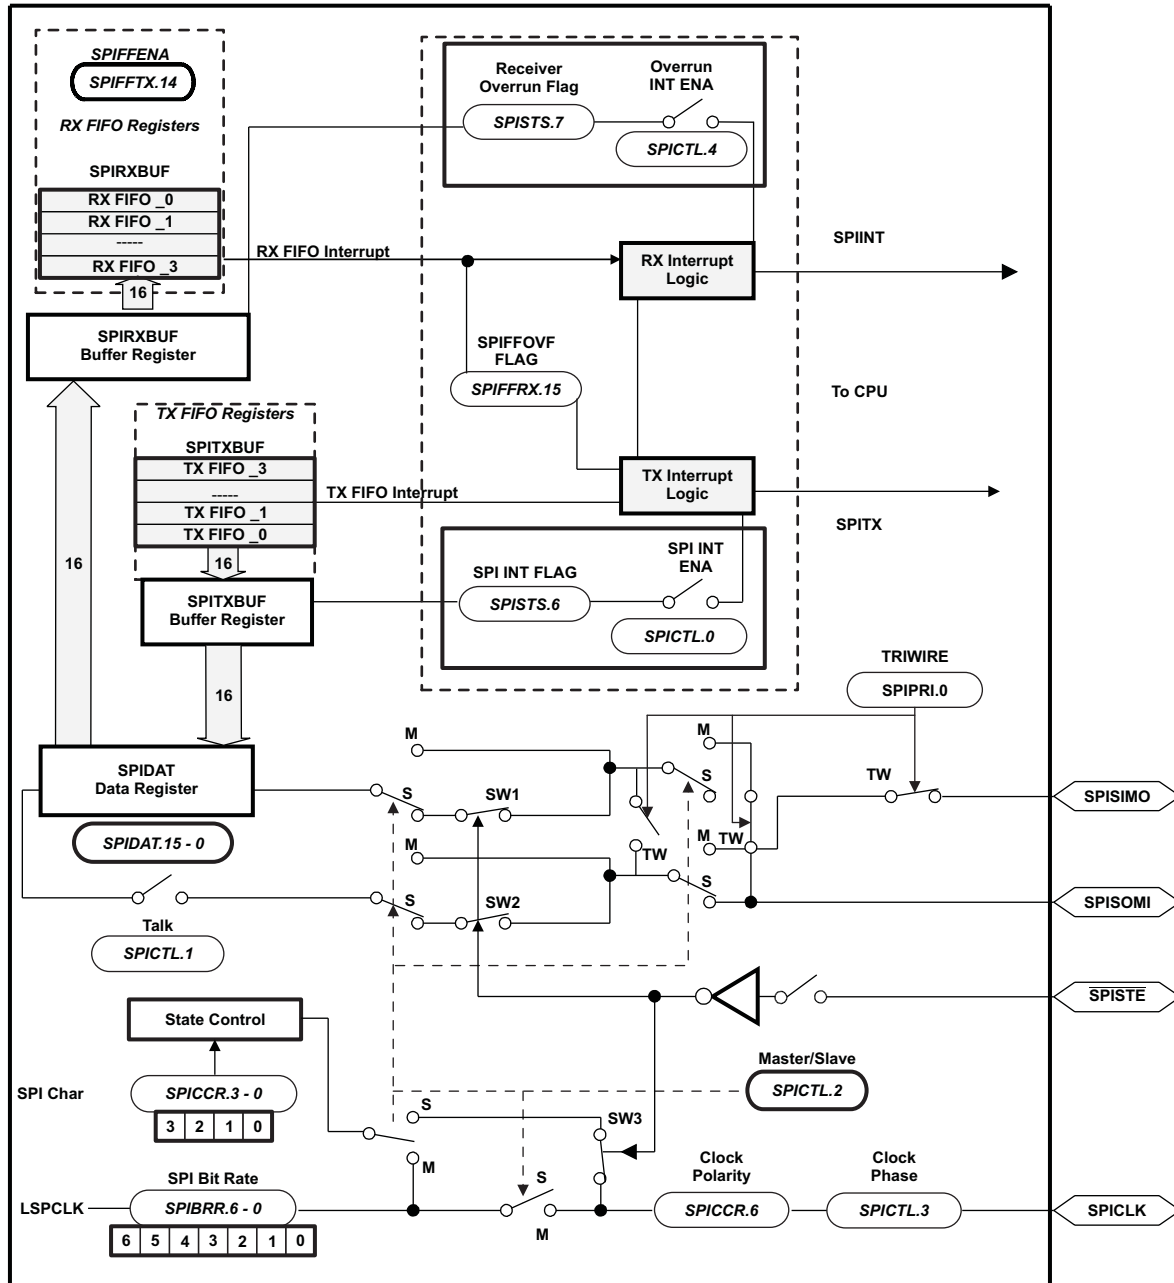 SPIFFENA
SPIFFTX.14
RX FIFO Registers
SPIRXBUF
RX FIFO _0
RX FIFO _1
-----
RX FIFO _3
16
SPIRXBUF
Buffer Register
Receiver
Overrun Flag
SPISTS.7
Overrun
INT ENA
SPICTL.4
RX FIFO Interrupt
RX Interrupt
Logic
SPIINT
SPIFFOVF
FLAG
SPIFFRX.15
To CPU
TX FIFO Registers
SPITXBUF
TX FIFO _3
-----
TX FIFO _1
TX FIFO _0
16
TX FIFO Interrupt
TX Interrupt
Logic
SPITX
16
SPITXBUF
Buffer Register
SPI INT FLAG
SPISTS.6
SPI INT
ENA
SPICTL.0
16
TRIWIRE
SPIPRI.0
SPIDAT
Data Register
SPIDAT.15 - 0
M
S
SW1
M
S
TW
M
TW
TW
SPISIMO
M
S
SW2
S
SPISOMI
Talk
SPICTL.1
SPISTE
State Control
Master/Slave
SPICTL.2
SPI Char
SPICCR.3 - 0
3 2 1 0
S
SW3
M
S
M
Clock
Polarity
SPICCR.6
Clock
Phase
SPICTL.3
SPICLK
LSPCLK
SPI Bit Rate
SPIBRR.6 - 0
6 5 4 3 2 1 0